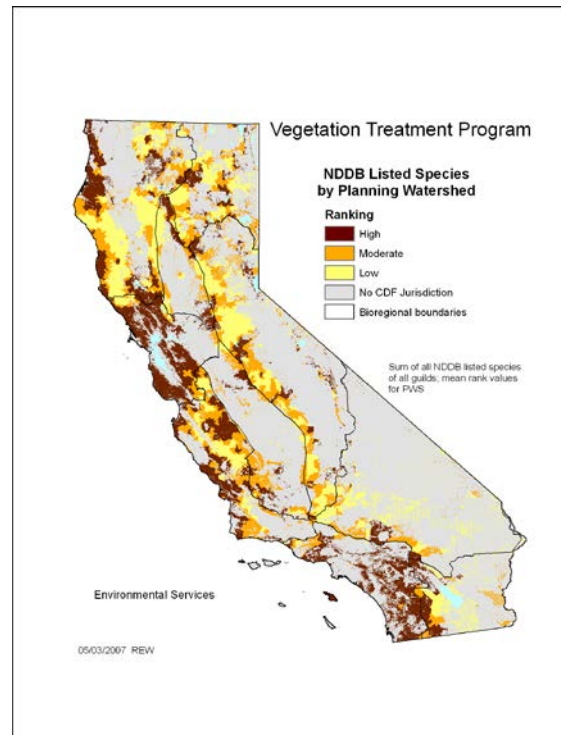 Vegetation Treatment Program
NDDB Listed Species
by Planning Watershed
Ranking
High
Moderate
Low
No CDF Jurisdiction
Bioregional boundaries
Sum of all NDDB listed species
of all guilds; mean rank values
for PWS
Environmental Services
05/03/2007 REW